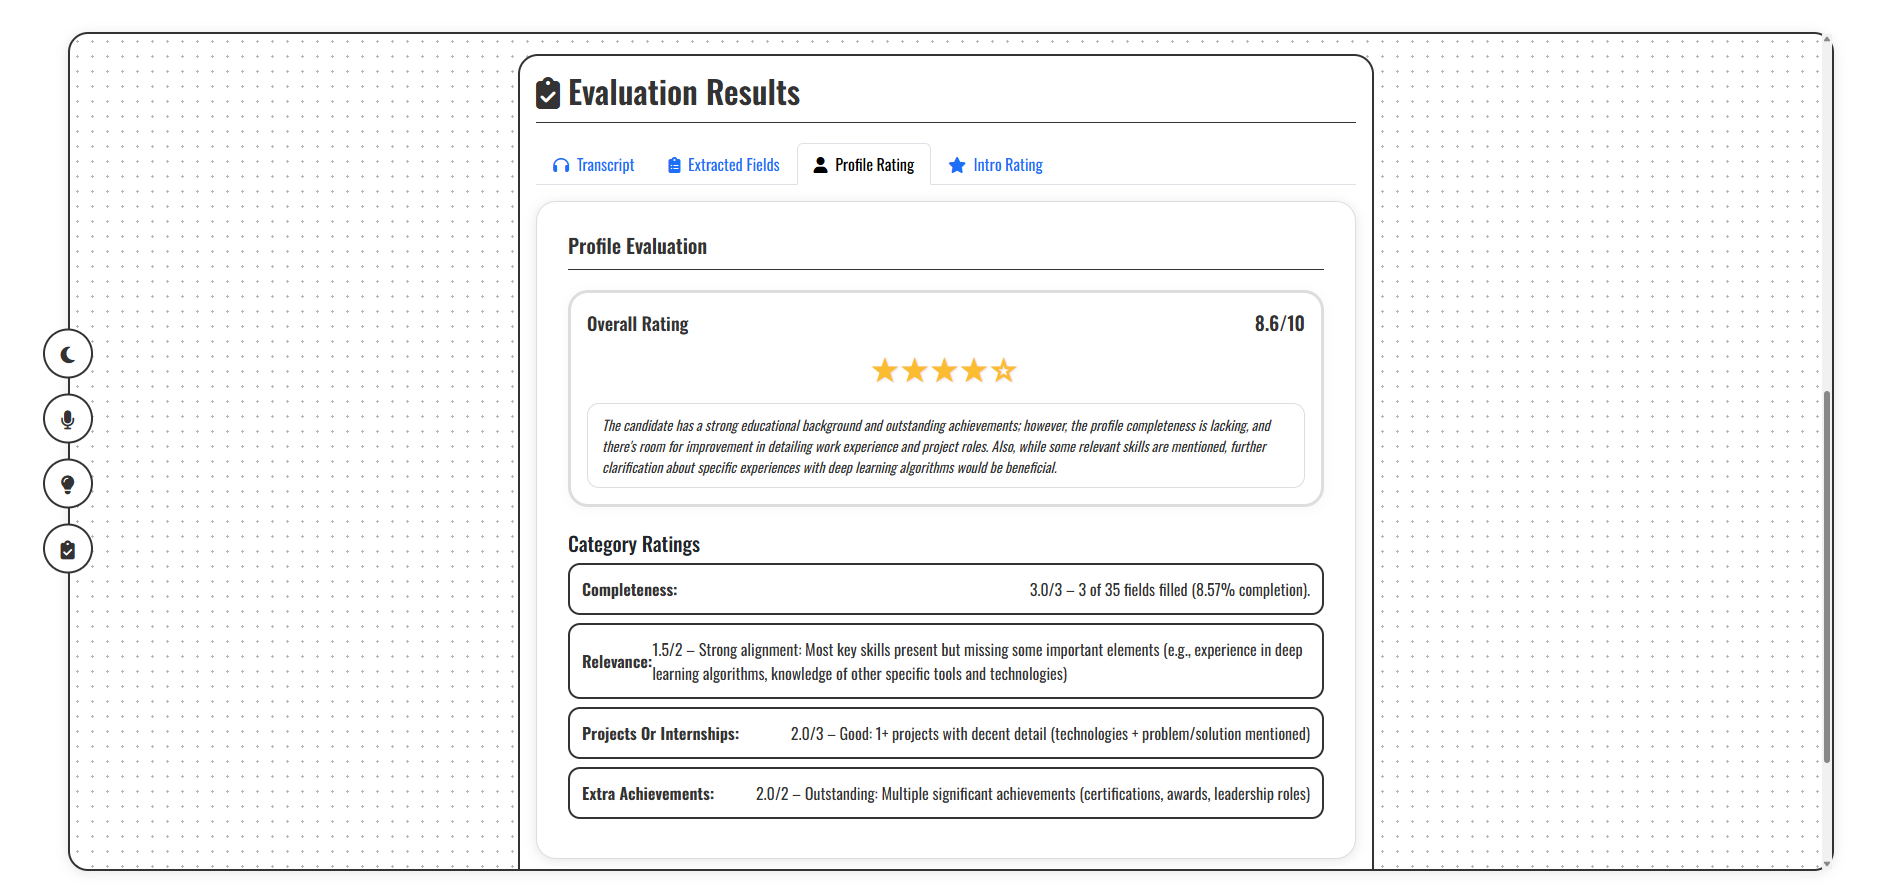 Evaluation Results
Transcript
Extracted Fields
Profile Rating
Intro Rating
Profile Evaluation
Overall Rating
8.6/10
The candidate has a strong educational background and outstanding achievements; however, the profile completeness is lacking, and
there's room for improvement in detailing work experience and project roles. Also, while some relevant skills are mentioned, further
clarification about specific experiences with deep learning algorithms would be beneficial.
Category Ratings
Completeness:
3.0/3 – 3 of 35 fields filled (8.57% completion).
Relevance:
1.5/2 – Strong alignment: Most key skills present but missing some important elements (e.g., experience in deep
learning algorithms, knowledge of other specific tools and technologies)
Projects Or Internships:
2.0/3 – Good: 1+ projects with decent detail (technologies + problem/solution mentioned)
Extra Achievements:
2.0/2 – Outstanding: Multiple significant achievements (certifications, awards, leadership roles)